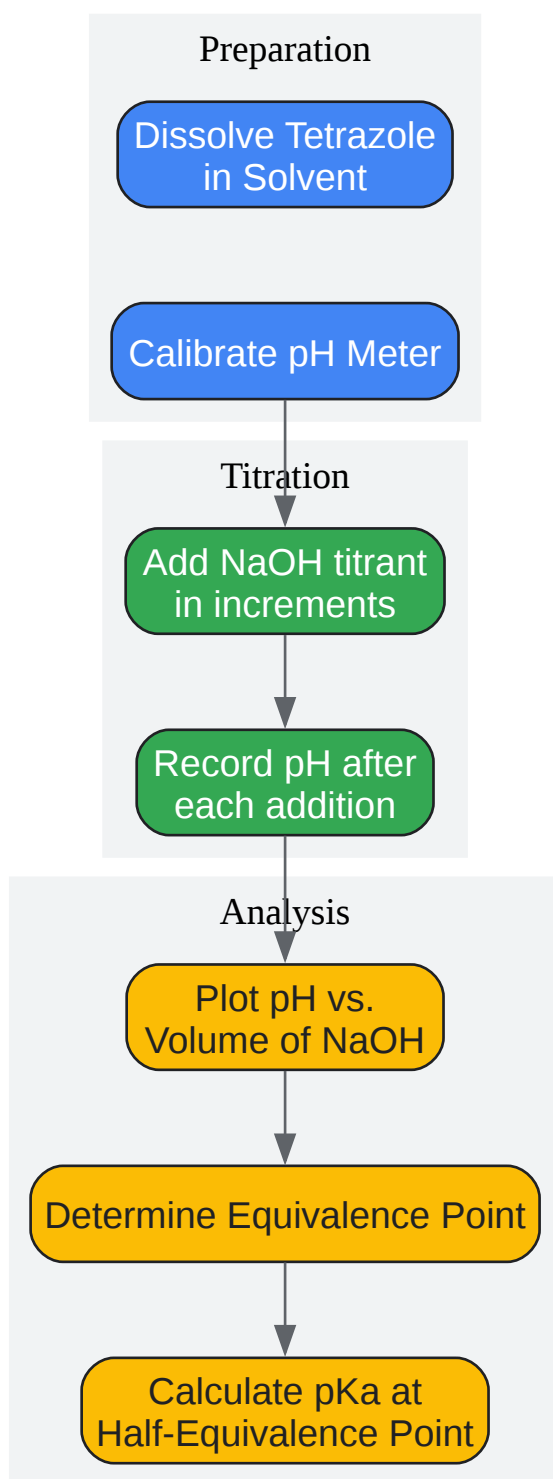 Preparation
Dissolve Tetrazole
in Solvent
Calibrate pH Meter
Titration
Add NaOH titrant
in increments
Record pH after
each addition
Analysis
Plot pH vs.
Volume of NaOH
Determine Equivalence Point
Calculate pKa at
Half-Equivalence Point